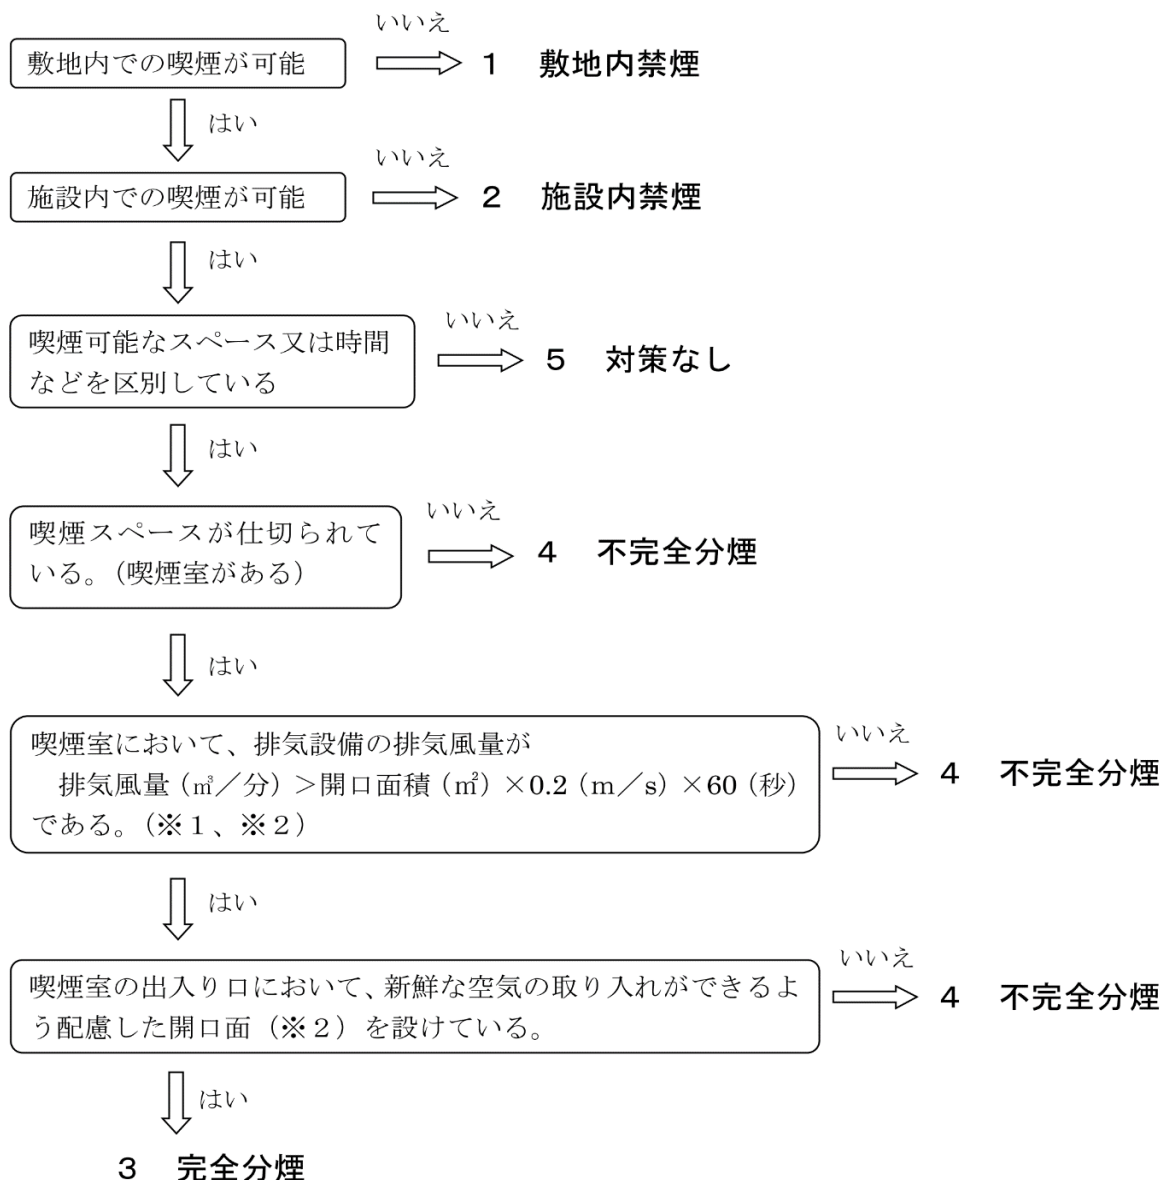 いいえ
敷地内での喫煙が可能
1 敷地内禁煙
はい
いいえ
施設内での喫煙が可能
2 施設内禁煙
はい
いいえ
喫煙可能なスペース又は時間
などを区別している
5 対策なし
はい
いいえ
喫煙スペースが仕切られて
いる。（喫煙室がある）
4 不完全分煙
はい
いいえ
喫煙室において、排気設備の排気風量が
排気風量（㎥／分）＞開口面積（㎡）×0.2（m／s）×60（秒）
である。（※１、※２）
4 不完全分煙
はい
いいえ
喫煙室の出入り口において、新鮮な空気の取り入れができるよ
う配慮した開口面（※２）を設けている。
4 不完全分煙
はい
3 完全分煙